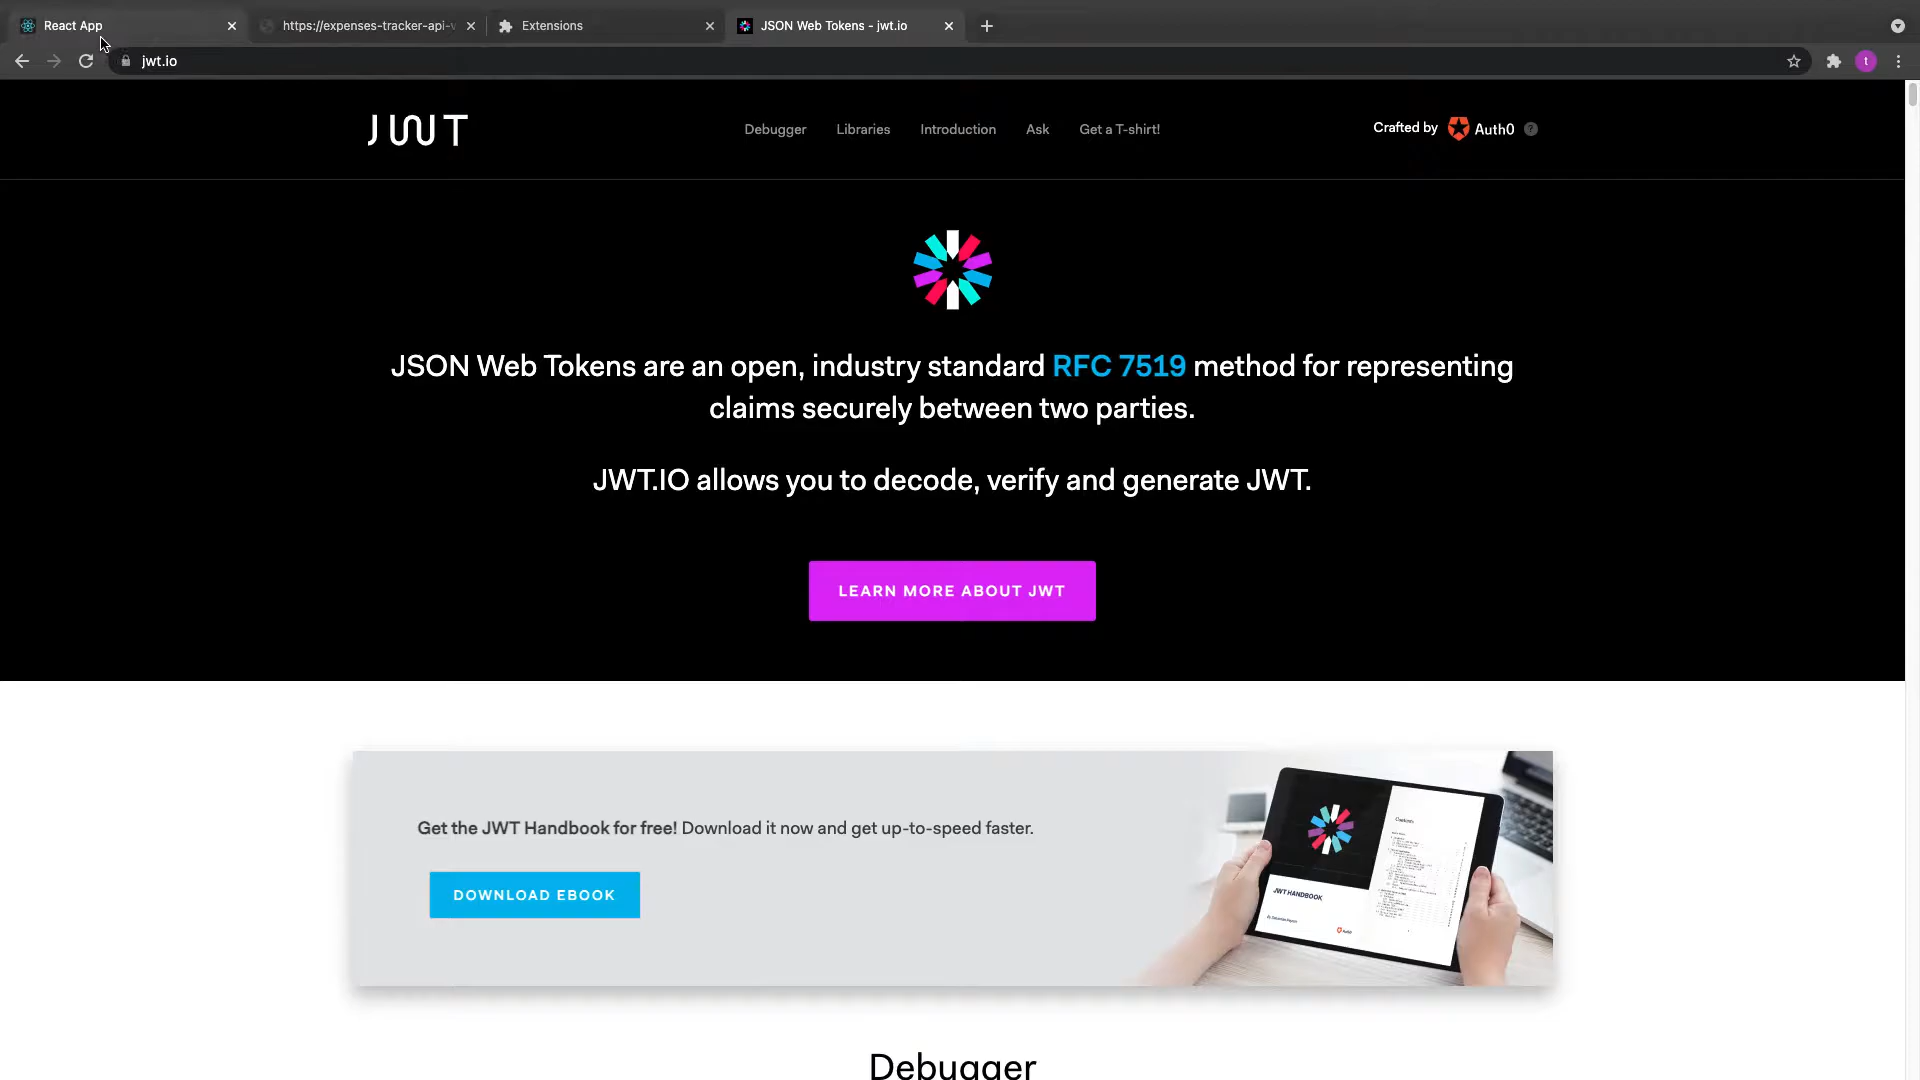 React App
https://expenses-tracker-api-v
Extensions
JSON Web Tokens - jwt.io
jwt.io
t
JWT
Debugger
Libraries
Introduction
Ask
Get a T-shirt!
Crafted by
Auth0
?
JSON Web Tokens are an open, industry standard RFC 7519 method for representing
claims securely between two parties.
JWT.IO allows you to decode, verify and generate JWT.
LEARN MORE ABOUT JWT
Get the JWT Handbook for free! Download it now and get up-to-speed faster.
DOWNLOAD EBOOK
Contents
JWT HANDBOOK
Auth0
Debugger